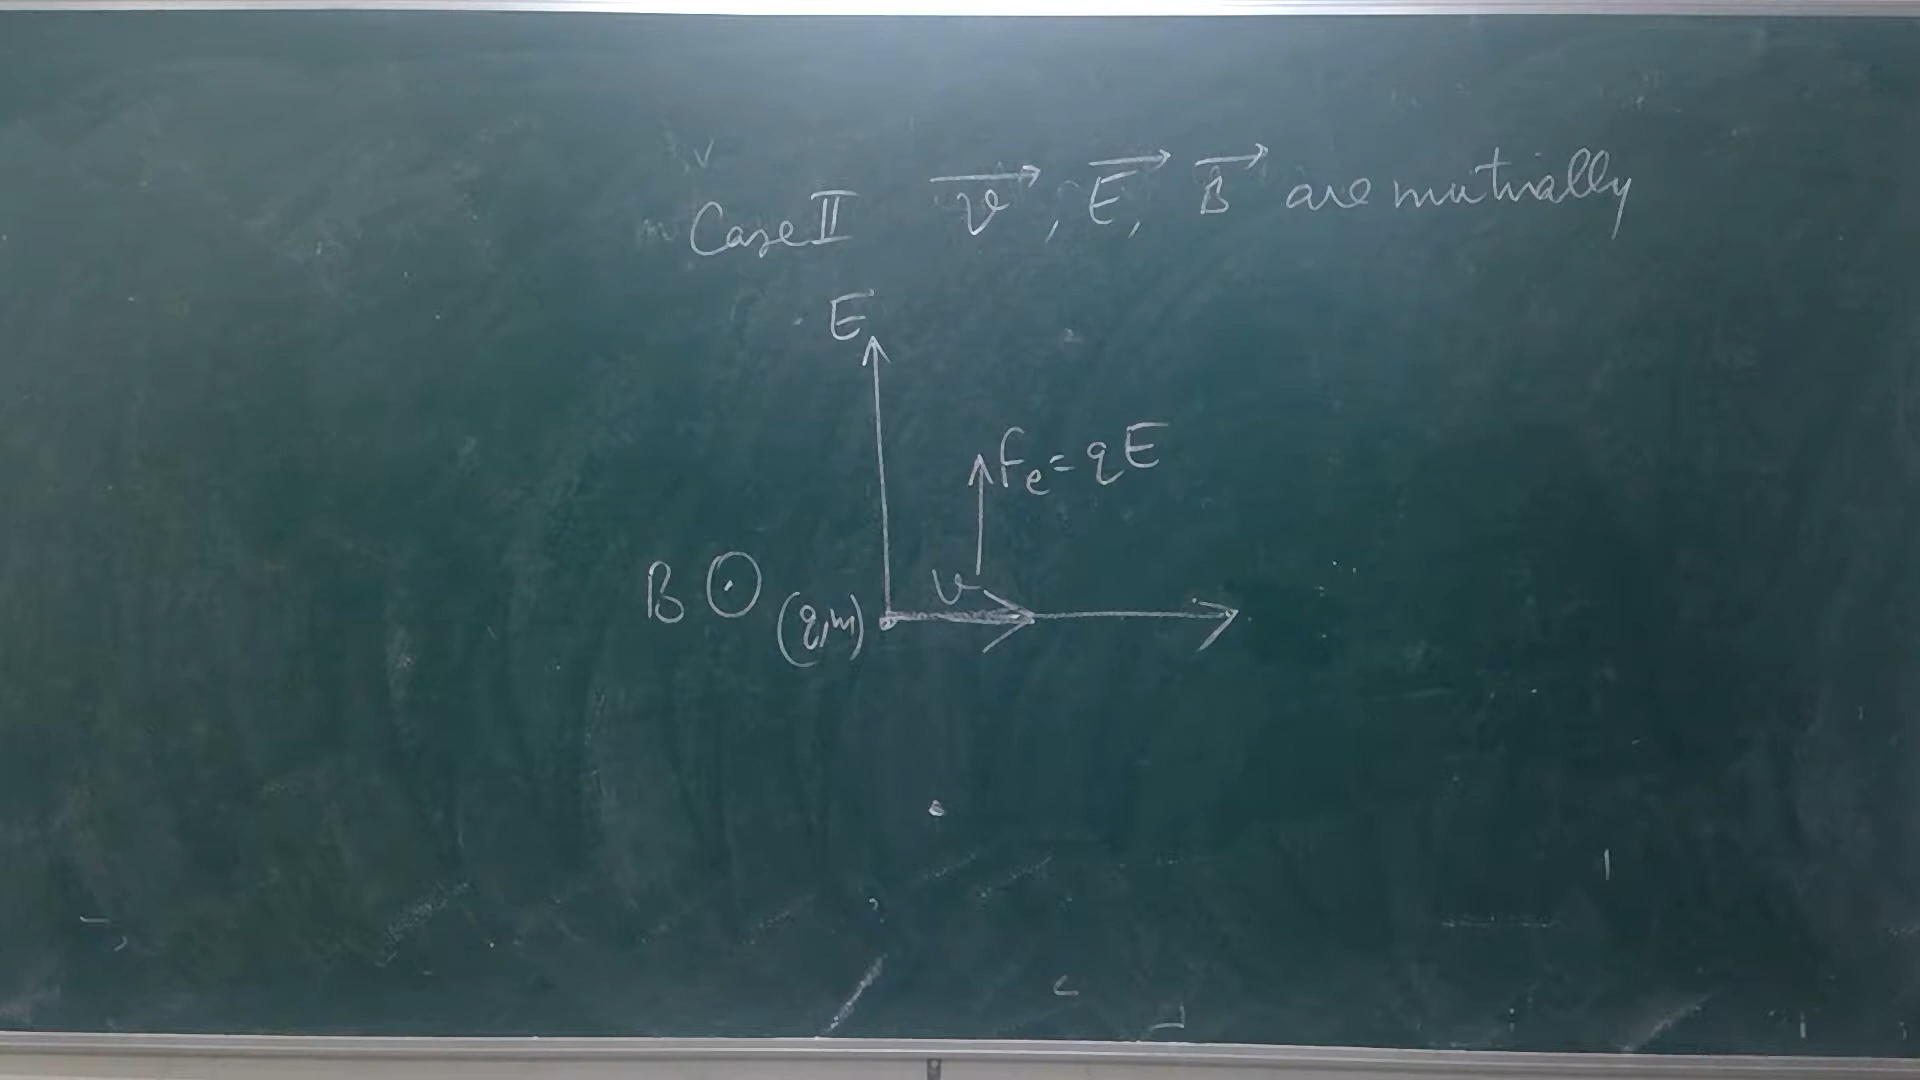 Case II v, E, B are mutually
E
Fe = qE
v
B
(q,m)